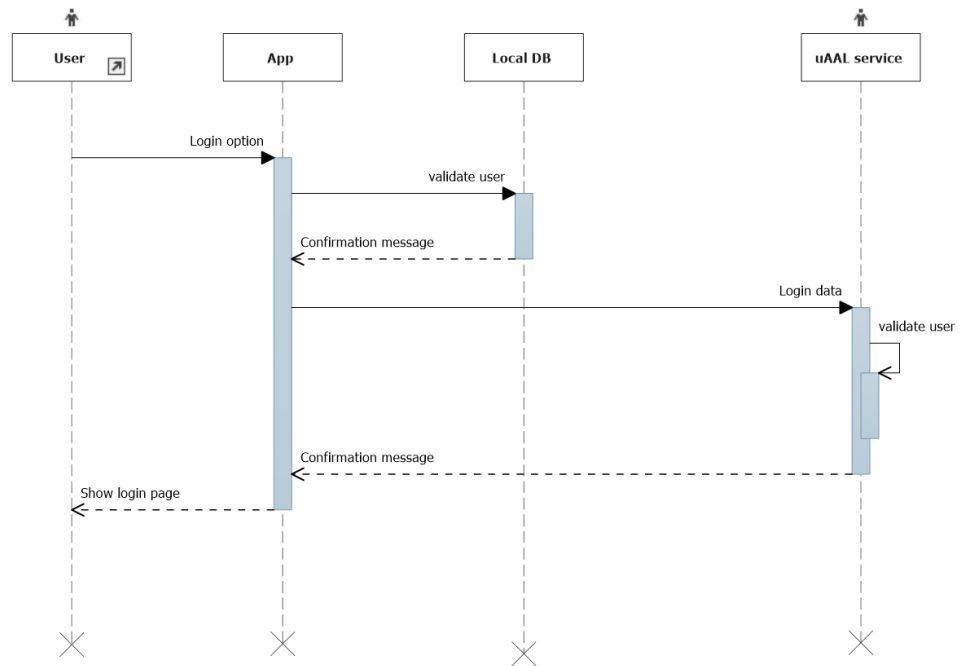 User
App
Local DB
uAAL service
Login option
validate user
Confirmation message
Login data
validate user
Confirmation message
Show login page